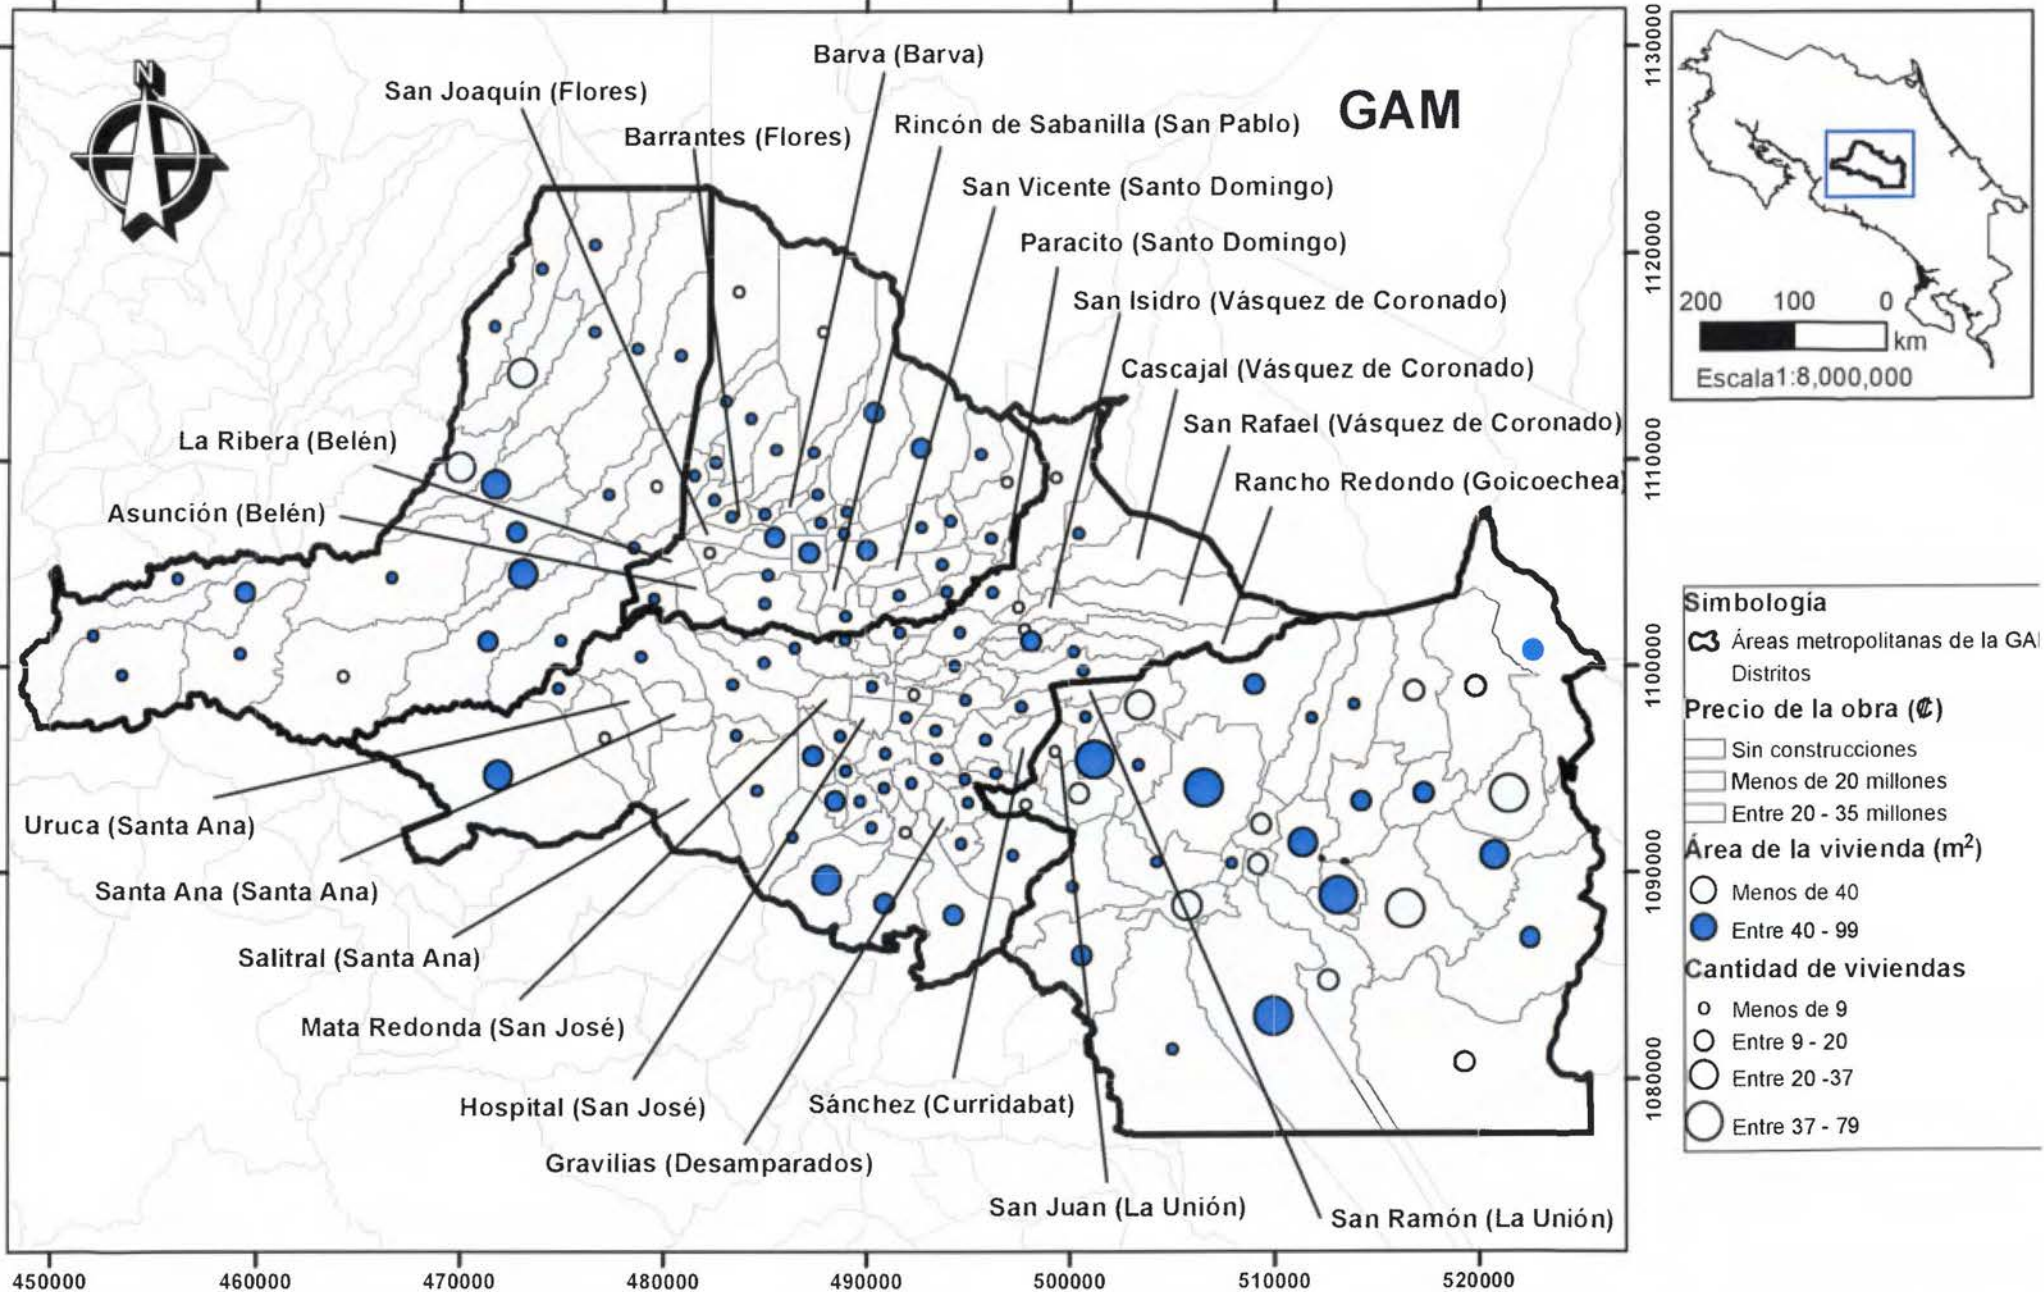 N
GAM
Barva (Barva)
San Joaquín (Flores)
Barrantes (Flores)
Rincón de Sabanilla (San Pablo)
San Vicente (Santo Domingo)
Paracito (Santo Domingo)
San Isidro (Vásquez de Coronado)
Cascajal (Vásquez de Coronado)
San Rafael (Vásquez de Coronado)
Rancho Redondo (Goicoechea)
La Ribera (Belén)
Asunción (Belén)
Uruca (Santa Ana)
Santa Ana (Santa Ana)
Salitral (Santa Ana)
Mata Redonda (San José)
Hospital (San José)
Sánchez (Curridabat)
Gravilias (Desamparados)
San Juan (La Unión)
San Ramón (La Unión)
450000 460000 470000 480000 490000 500000 510000 520000
1130000
1120000
1110000
1100000
1090000
1080000
200 100 0
km
Escala1:8,000,000
Simbología
Áreas metropolitanas de la GA
Distritos
Precio de la obra (₡)
Sin construcciones
Menos de 20 millones
Entre 20 - 35 millones
Área de la vivienda (m²)
Menos de 40
Entre 40 - 99
Cantidad de viviendas
Menos de 9
Entre 9 - 20
Entre 20 -37
Entre 37 - 79